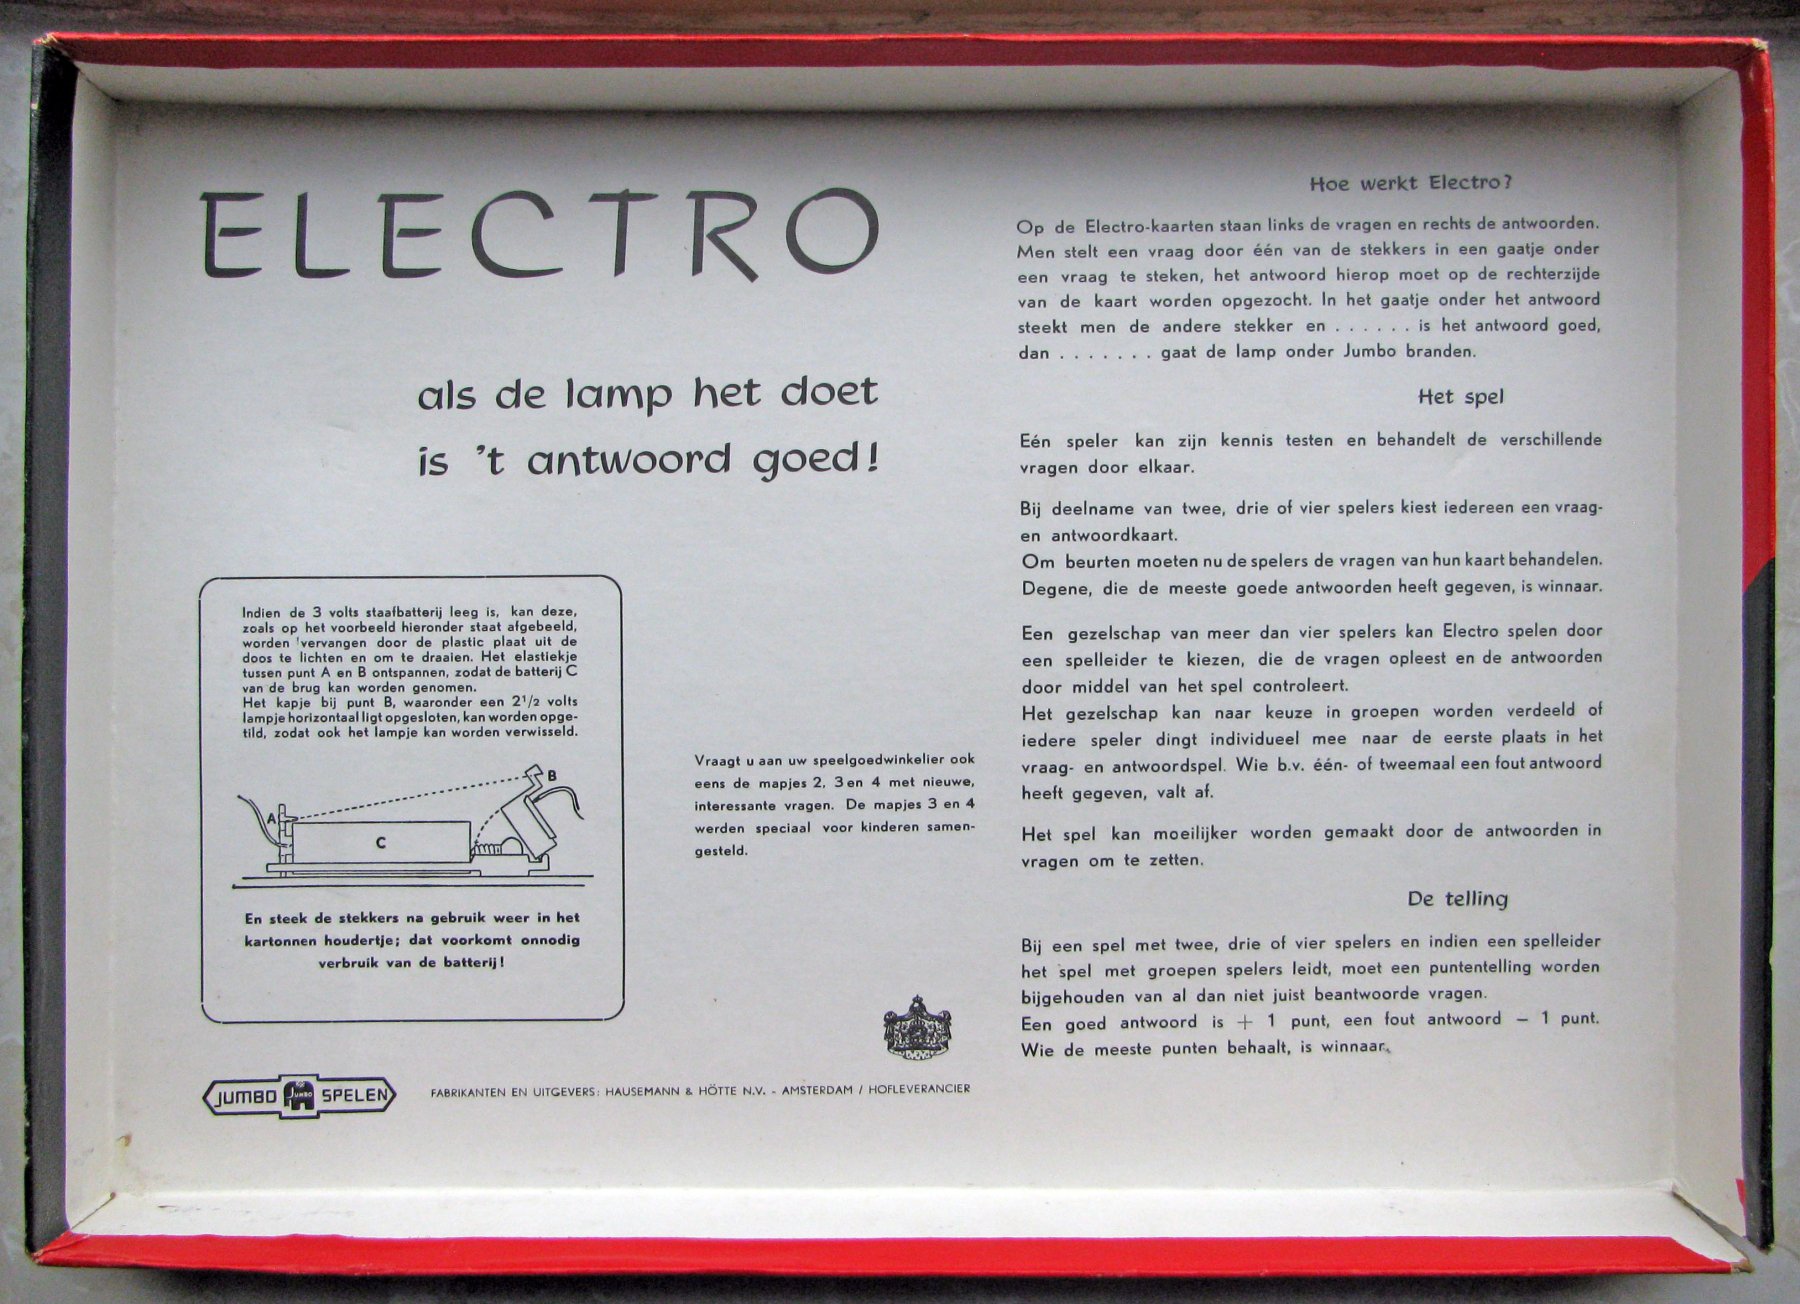 ELECTRO
als de lamp het doet
is 't antwoord goed!
Indien de 3 volts staafbatterij leeg is, kan deze,
zoals op het voorbeeld hieronder staat afgebeeld,
worden vervangen door de plastic plaat uit de
doos te lichten en om te draaien. Het elastiekje
tussen punt A en B ontspannen, zodat de batterij C
van de brug kan worden genomen.
Het kapje bij punt B, waaronder een 2 1/2 volts
lampje horizontaal ligt opgesloten, kan worden opge-
tild, zodat ook het lampje kan worden verwisseld.
B
A
C
En steek de stekkers na gebruik weer in het
kartonnen houdertje; dat voorkomt onnodig
verbruik van de batterij!
Vraagt u aan uw speelgoedwinkelier ook
eens de mapjes 2, 3 en 4 met nieuwe,
interessante vragen. De mapjes 3 en 4
werden speciaal voor kinderen samen-
gesteld.
JUMBO JUMBO SPELEN
FABRIKANTEN EN UITGEVERS: HAUSEMANN & HÖTTE N.V. - AMSTERDAM / HOFLEVERANCIER
Hoe werkt Electro?
Op de Electro-kaarten staan links de vragen en rechts de antwoorden.
Men stelt een vraag door één van de stekkers in een gaatje onder
een vraag te steken, het antwoord hierop moet op de rechterzijde
van de kaart worden opgezocht. In het gaatje onder het antwoord
steekt men de andere stekker en . . . . . . is het antwoord goed,
dan . . . . . . . gaat de lamp onder Jumbo branden.
Het spel
Eén speler kan zijn kennis testen en behandelt de verschillende
vragen door elkaar.
Bij deelname van twee, drie of vier spelers kiest iedereen een vraag-
en antwoordkaart.
Om beurten moeten nu de spelers de vragen van hun kaart behandelen.
Degene, die de meeste goede antwoorden heeft gegeven, is winnaar.
Een gezelschap van meer dan vier spelers kan Electro spelen door
een spelleider te kiezen, die de vragen opleest en de antwoorden
door middel van het spel controleert.
Het gezelschap kan naar keuze in groepen worden verdeeld of
iedere speler dingt individueel mee naar de eerste plaats in het
vraag- en antwoordspel. Wie b.v. één- of tweemaal een fout antwoord
heeft gegeven, valt af.
Het spel kan moeilijker worden gemaakt door de antwoorden in
vragen om te zetten.
De telling
Bij een spel met twee, drie of vier spelers en indien een spelleider
het spel met groepen spelers leidt, moet een puntentelling worden
bijgehouden van al dan niet juist beantwoorde vragen.
Een goed antwoord is + 1 punt, een fout antwoord – 1 punt.
Wie de meeste punten behaalt, is winnaar.